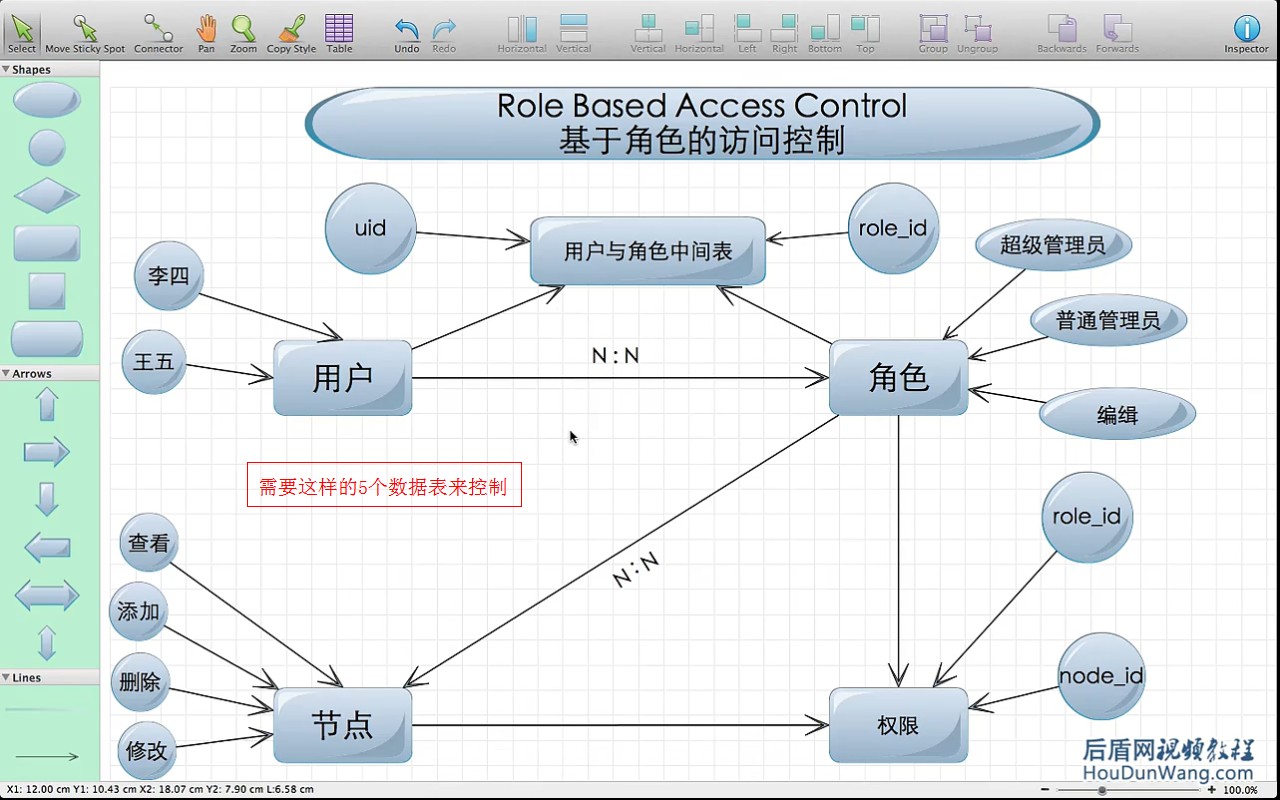 Select
Move Sticky Spot
Connector
Pan
Zoom
Copy Style
Table
Undo
Redo
Horizontal
Vertical
Vertical
Horizontal
Left
Right
Bottom
Top
Group
Ungroup
Backwards
Forwards
Inspector
Shapes
Arrows
Lines
Role Based Access Control
基于角色的访问控制
uid
用户与角色中间表
role_id
超级管理员
李四
普通管理员
王五
用户
N:N
角色
编缉
需要这样的5个数据表来控制
查看
role_id
N:N
添加
删除
node_id
修改
节点
权限
后盾网视频教程
HouDunWang.com
X1: 12.00 cm Y1: 10.43 cm X2: 18.07 cm Y2: 7.90 cm L:6.58 cm
100.0%